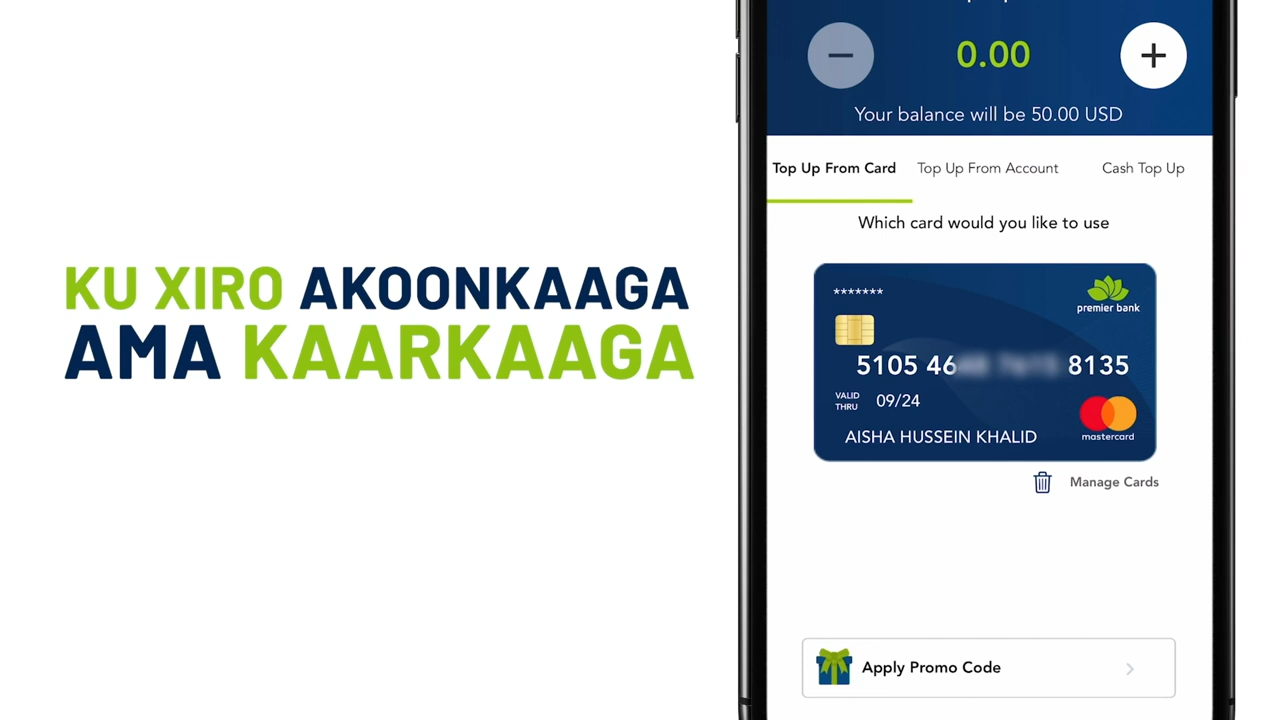 0.00
Your balance will be 50.00 USD
Top Up From Card Top Up From Account Cash Top Up
Which card would you like to use
*******
premier bank
5105 46 8135
VALID
THRU 09/24
AISHA HUSSEIN KHALID
mastercard
Manage Cards
Apply Promo Code
KU XIRO AKOONKAAGA
AMA KAARKAAGA